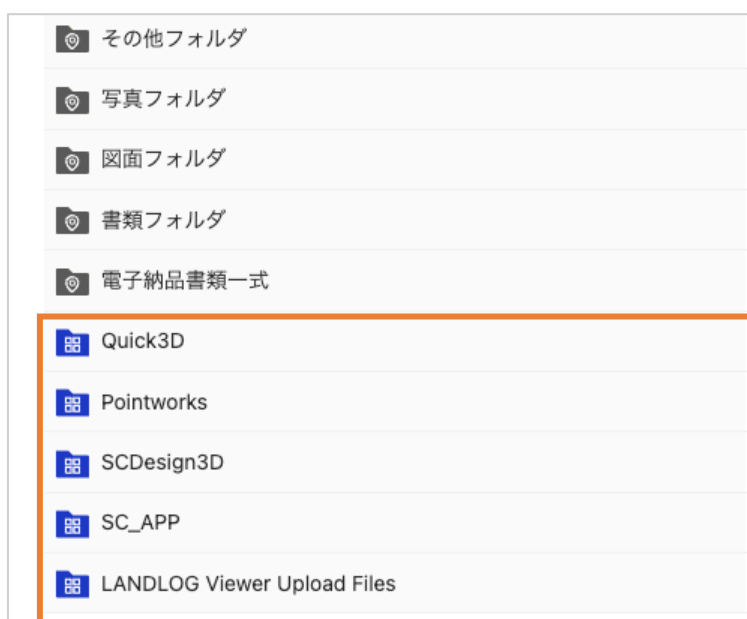 その他フォルダ
写真フォルダ
図面フォルダ
書類フォルダ
電子納品書類一式
Quick3D
Pointworks
SCDesign3D
SC_APP
LANDLOG Viewer Upload Files